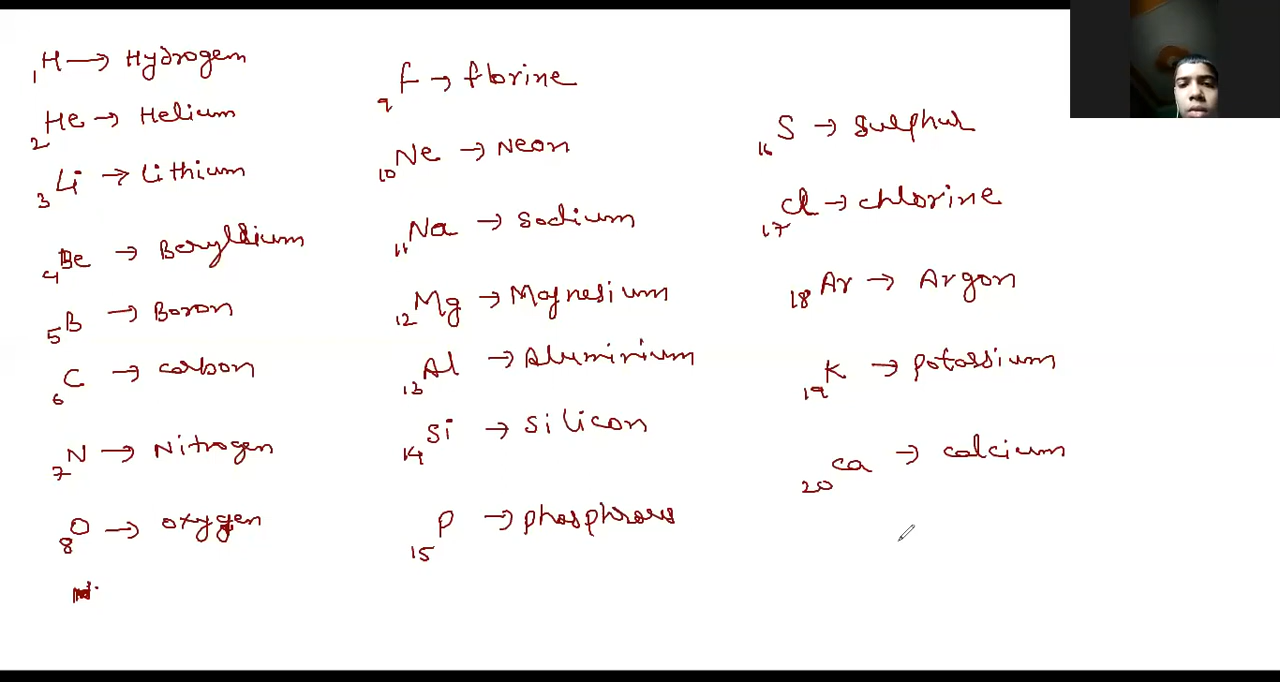 1H → Hydrogen
2He → Helium
3Li → Lithium
4Be → Beryllium
5B → Boron
6C → carbon
7N → Nitrogen
8O → oxygen
9F → florine
10Ne → Neon
11Na → sodium
12Mg → Magnesium
13Al → Aluminium
14Si → Silicon
15P → phosphrous
16S → sulphur
17Cl → chlorine
18Ar → Argon
19K → potassium
20Ca → calcium